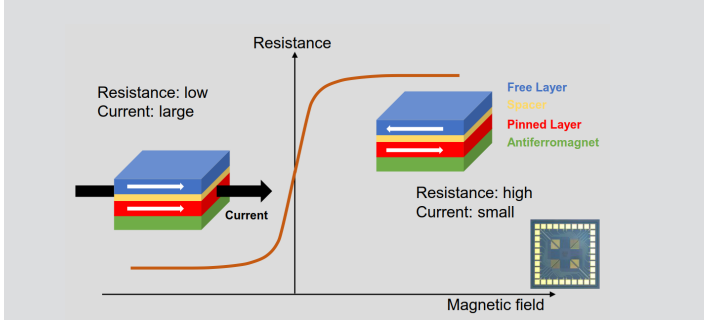 Resistance
Resistance: low
Current: large
Free Layer
Spacer
Pinned Layer
Antiferromagnet
Resistance: high
Current: small
Current
Magnetic field